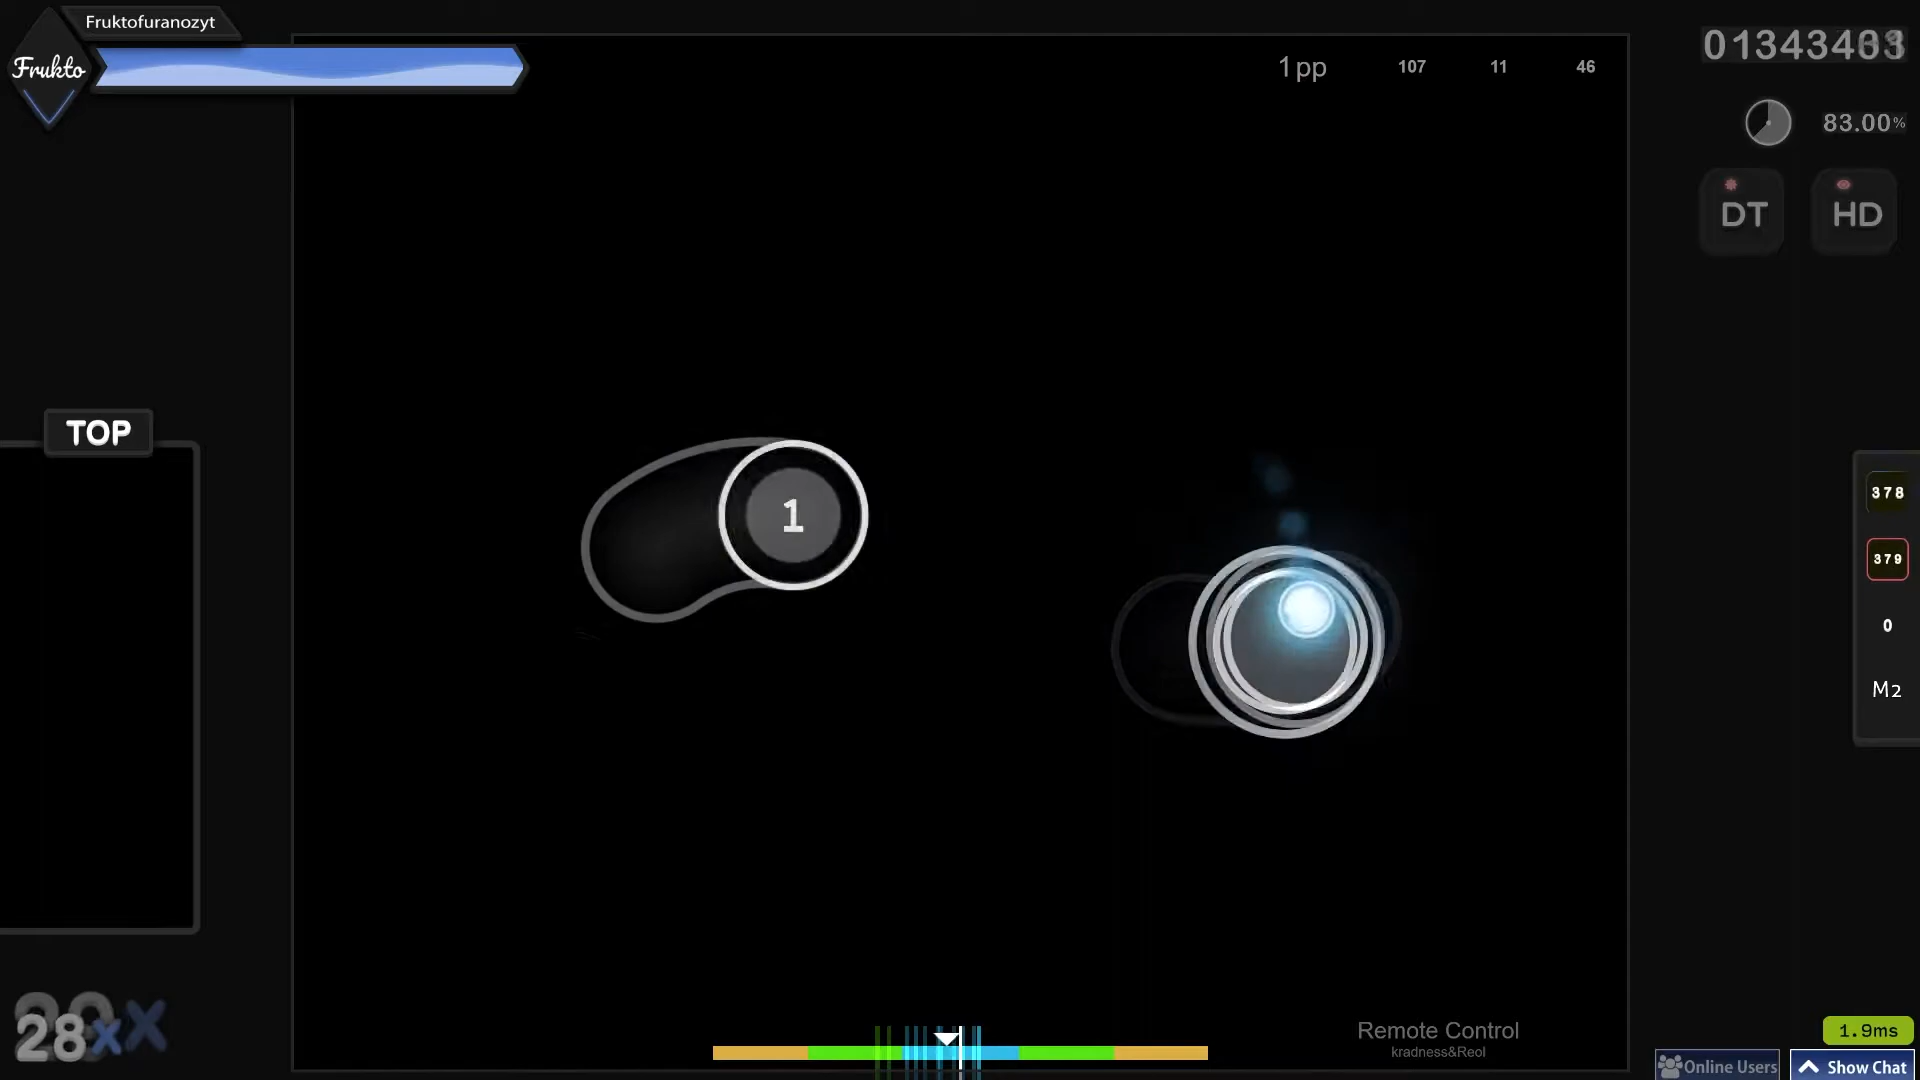 Fruktofuranozyt
Frukto
1pp 107 11 46
83.00%
DT HD
TOP
1
378
379
0
M2
28x
Remote Control
kradness&Reol
1.9ms
Online Users
Show Chat